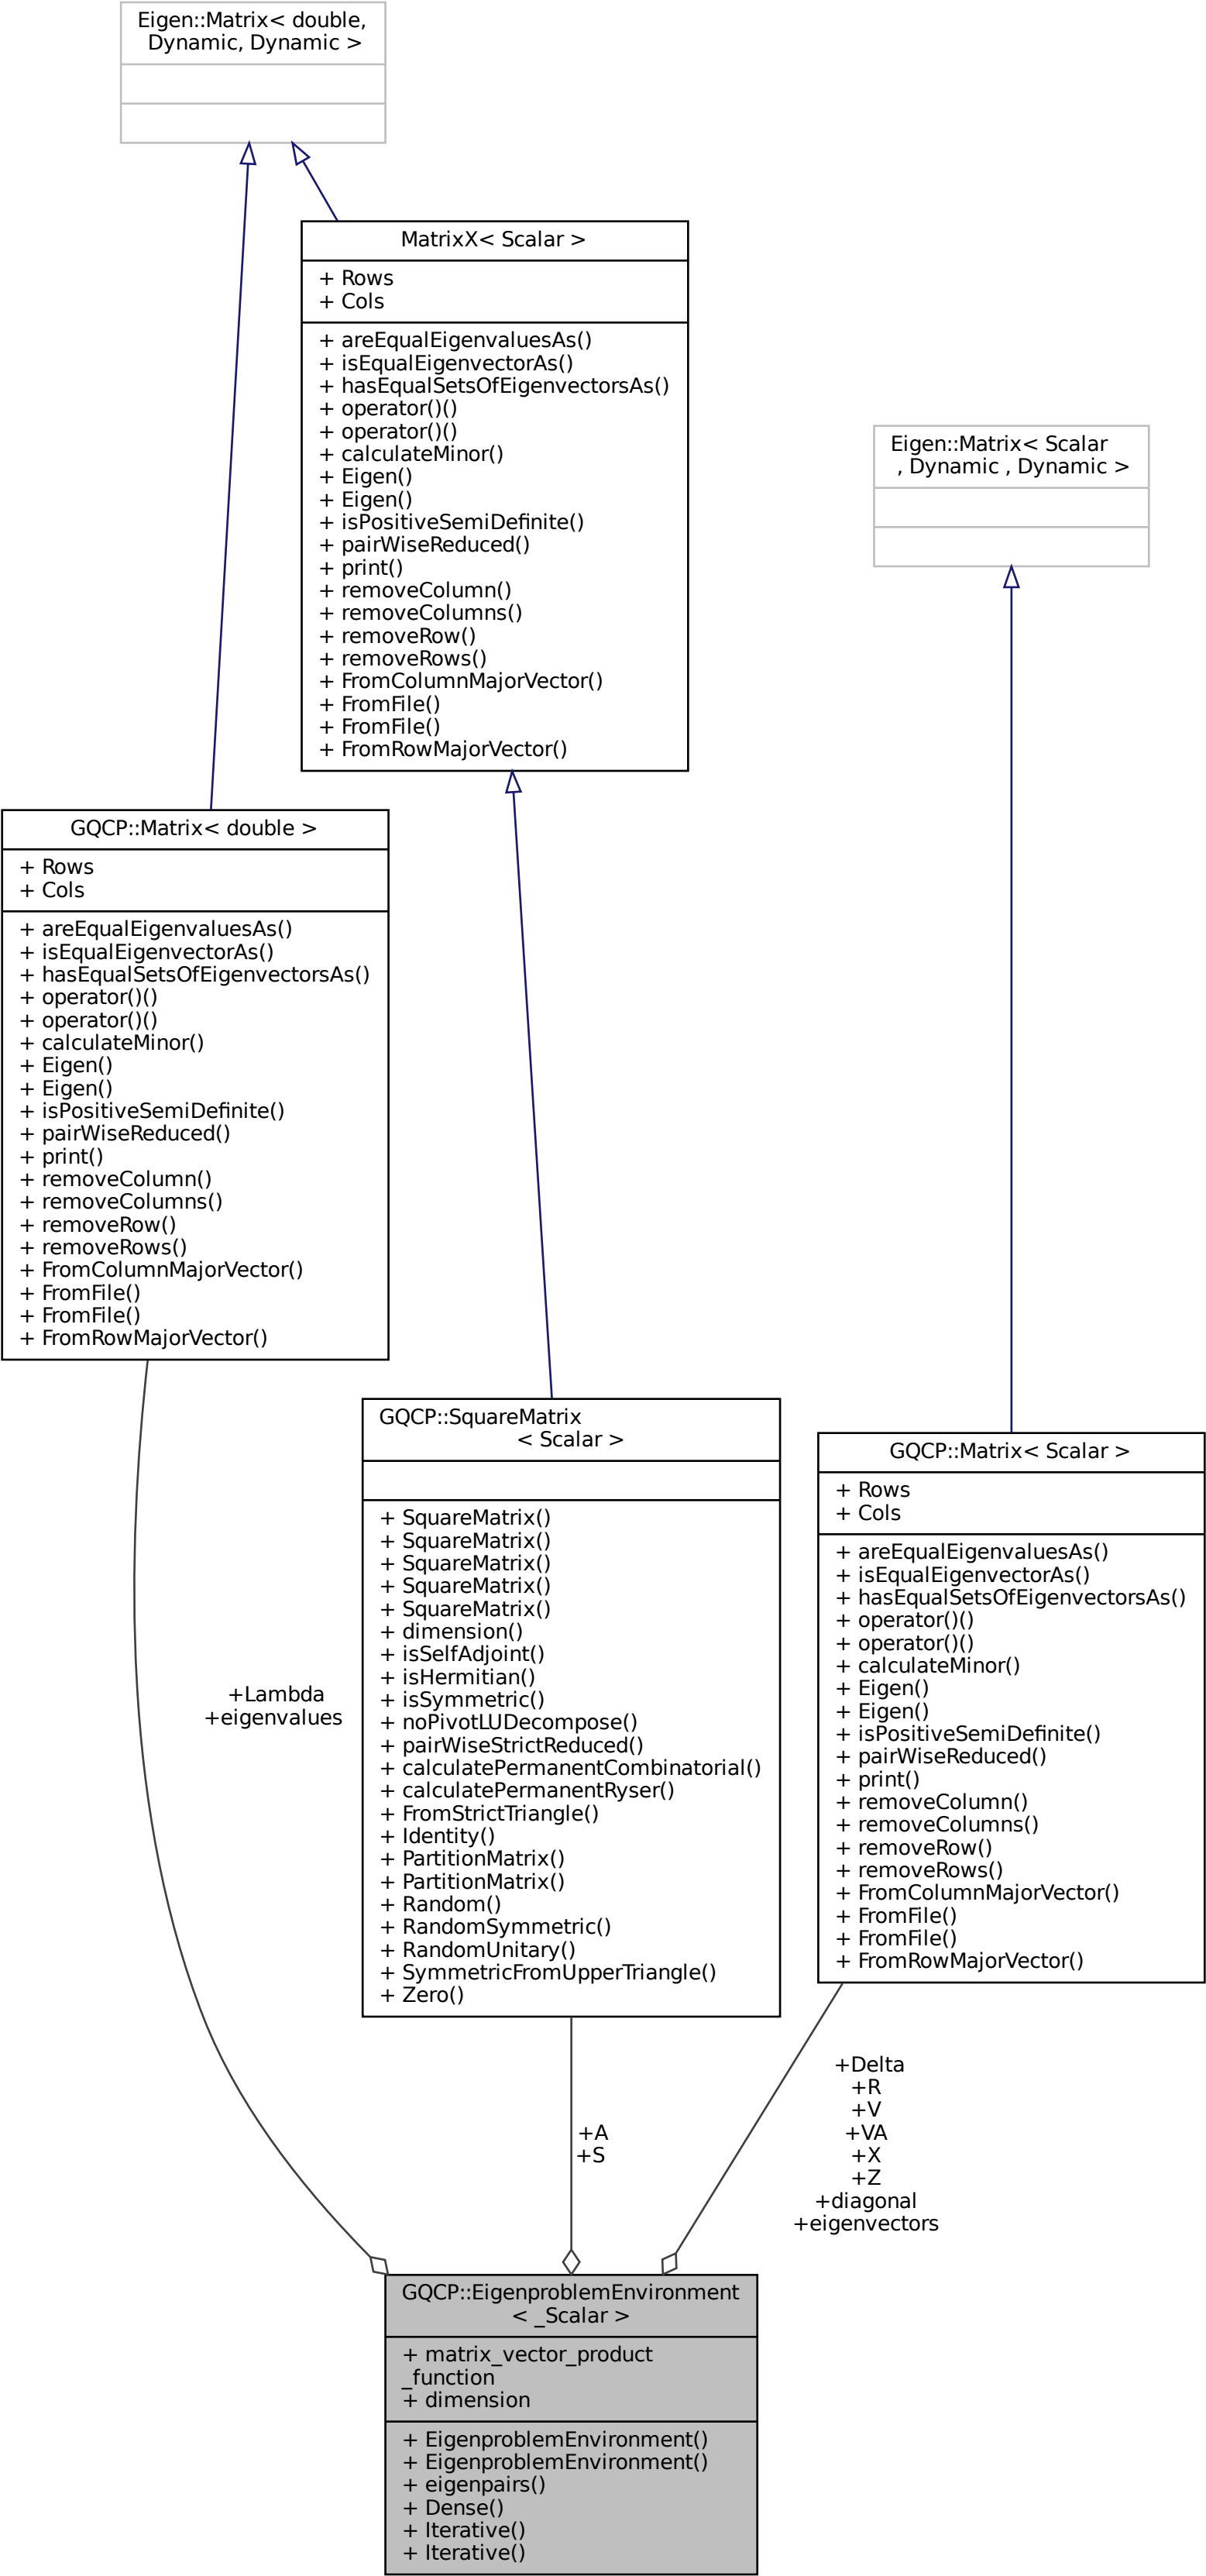 Eigen::Matrix< double,
Dynamic, Dynamic >
MatrixX< Scalar >
+ Rows
+ Cols
+ areEqualEigenvaluesAs()
+ isEqualEigenvectorAs()
+ hasEqualSetsOfEigenvectorsAs()
+ operator()()
+ operator()()
+ calculateMinor()
+ Eigen()
+ Eigen()
+ isPositiveSemiDefinite()
+ pairWiseReduced()
+ print()
+ removeColumn()
+ removeColumns()
+ removeRow()
+ removeRows()
+ FromColumnMajorVector()
+ FromFile()
+ FromFile()
+ FromRowMajorVector()
Eigen::Matrix< Scalar
, Dynamic , Dynamic >
GQCP::Matrix< double >
+ Rows
+ Cols
+ areEqualEigenvaluesAs()
+ isEqualEigenvectorAs()
+ hasEqualSetsOfEigenvectorsAs()
+ operator()()
+ operator()()
+ calculateMinor()
+ Eigen()
+ Eigen()
+ isPositiveSemiDefinite()
+ pairWiseReduced()
+ print()
+ removeColumn()
+ removeColumns()
+ removeRow()
+ removeRows()
+ FromColumnMajorVector()
+ FromFile()
+ FromFile()
+ FromRowMajorVector()
GQCP::SquareMatrix
< Scalar >
+ SquareMatrix()
+ SquareMatrix()
+ SquareMatrix()
+ SquareMatrix()
+ SquareMatrix()
+ dimension()
+ isSelfAdjoint()
+ isHermitian()
+ isSymmetric()
+ noPivotLUDecompose()
+ pairWiseStrictReduced()
+ calculatePermanentCombinatorial()
+ calculatePermanentRyser()
+ FromStrictTriangle()
+ Identity()
+ PartitionMatrix()
+ PartitionMatrix()
+ Random()
+ RandomSymmetric()
+ RandomUnitary()
+ SymmetricFromUpperTriangle()
+ Zero()
GQCP::Matrix< Scalar >
+ Rows
+ Cols
+ areEqualEigenvaluesAs()
+ isEqualEigenvectorAs()
+ hasEqualSetsOfEigenvectorsAs()
+ operator()()
+ operator()()
+ calculateMinor()
+ Eigen()
+ Eigen()
+ isPositiveSemiDefinite()
+ pairWiseReduced()
+ print()
+ removeColumn()
+ removeColumns()
+ removeRow()
+ removeRows()
+ FromColumnMajorVector()
+ FromFile()
+ FromFile()
+ FromRowMajorVector()
+Lambda
+eigenvalues
+A
+S
+Delta
+R
+V
+VA
+X
+Z
+diagonal
+eigenvectors
GQCP::EigenproblemEnvironment
< _Scalar >
+ matrix_vector_product
_function
+ dimension
+ EigenproblemEnvironment()
+ EigenproblemEnvironment()
+ eigenpairs()
+ Dense()
+ Iterative()
+ Iterative()